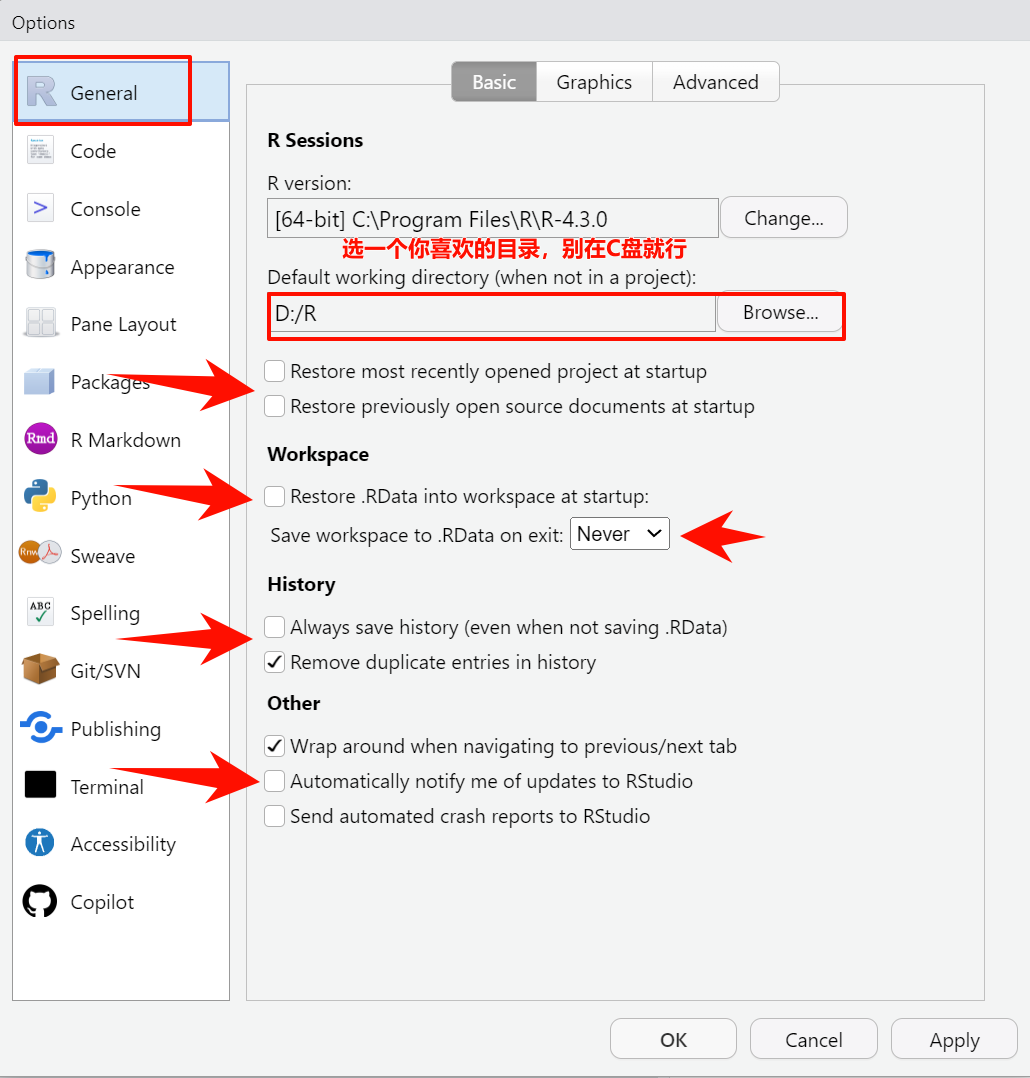 Options
General
Code
Console
Appearance
Pane Layout
Packages
Rmd
R Markdown
Python
Rnw
Sweave
ABC
Spelling
Git/SVN
Publishing
Terminal
Accessibility
Copilot
Basic
Graphics
Advanced
R Sessions
R version:
[64-bit] C:\Program Files\R\R-4.3.0
Change...
选一个你喜欢的目录，别在C盘就行
Default working directory (when not in a project):
D:/R
Browse...
Restore most recently opened project at startup
Restore previously open source documents at startup
Workspace
Restore .RData into workspace at startup:
Save workspace to .RData on exit: Never
History
Always save history (even when not saving .RData)
Remove duplicate entries in history
Other
Wrap around when navigating to previous/next tab
Automatically notify me of updates to RStudio
Send automated crash reports to RStudio
OK
Cancel
Apply